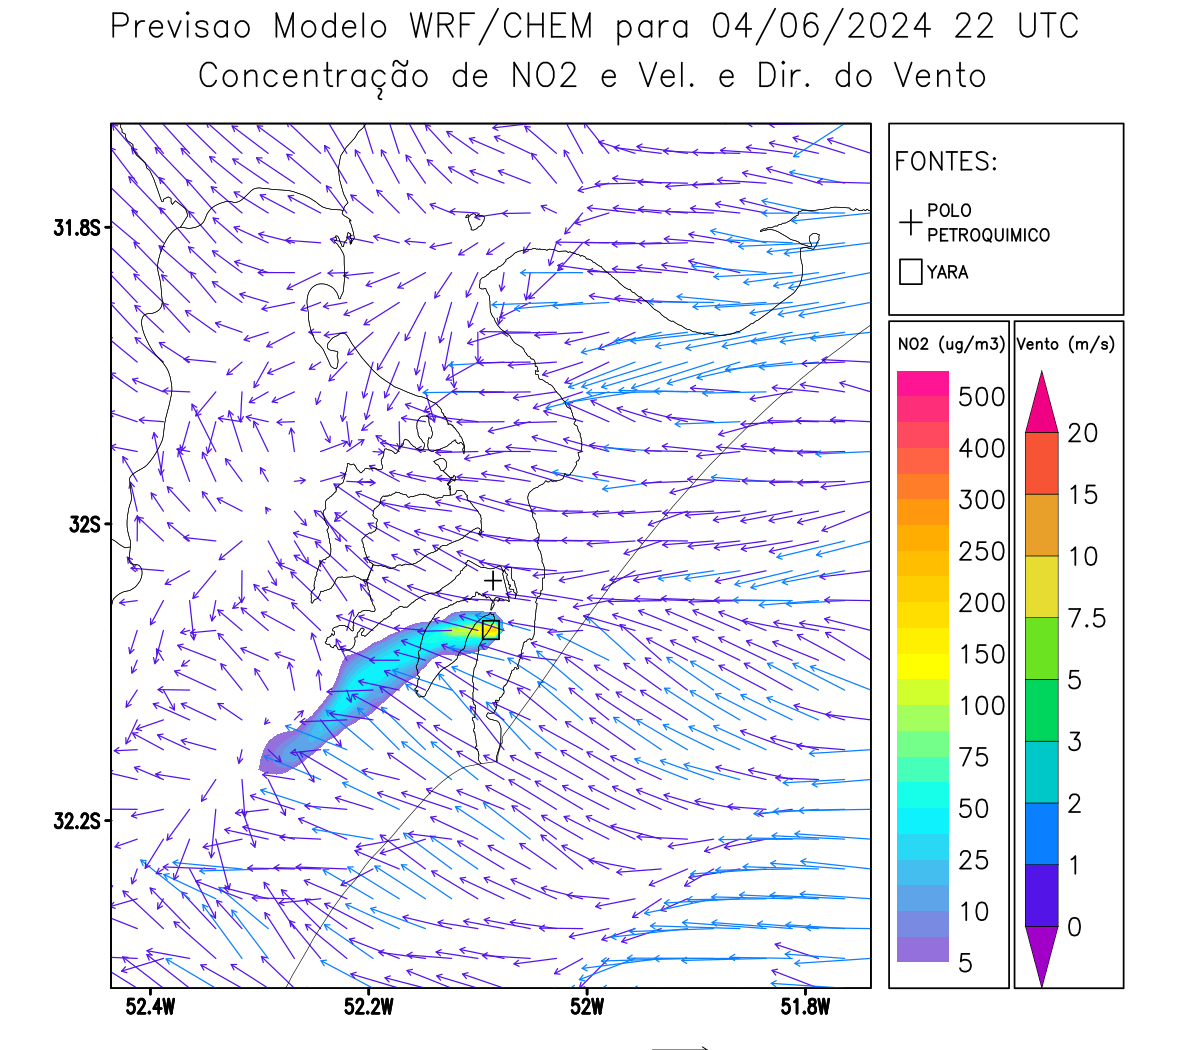 Previsao Modelo WRF/CHEM para 04/06/2024 22 UTC
Concentração de NO2 e Vel. e Dir. do Vento
FONTES:
POLO
PETROQUIMICO
YARA
NO2 (ug/m3)
500
400
300
250
200
150
100
75
50
25
10
5
Vento (m/s)
20
15
10
7.5
5
3
2
1
0
31.8S
32S
32.2S
52.4W
52.2W
52W
51.8W